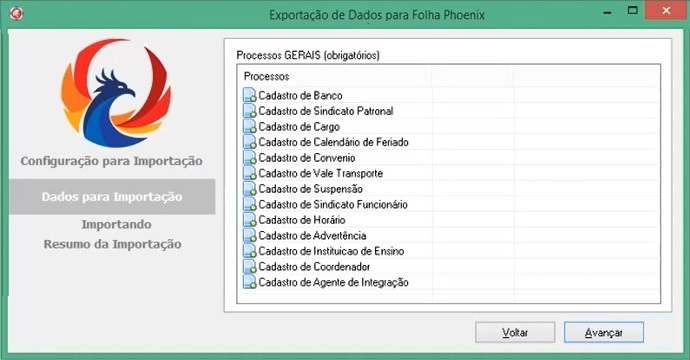 Exportação de Dados para Folha Phoenix
Configuração para Importação
Dados para Importação
Importando
Resumo da Importação
Processos GERAIS (obrigatórios)
Processos
Cadastro de Banco
Cadastro de Sindicato Patronal
Cadastro de Cargo
Cadastro de Calendário de Feriado
Cadastro de Convenio
Cadastro de Vale Transporte
Cadastro de Suspensão
Cadastro de Sindicato Funcionário
Cadastro de Horário
Cadastro de Advertência
Cadastro de Instituicao de Ensino
Cadastro de Coordenador
Cadastro de Agente de Integração
Voltar
Avançar